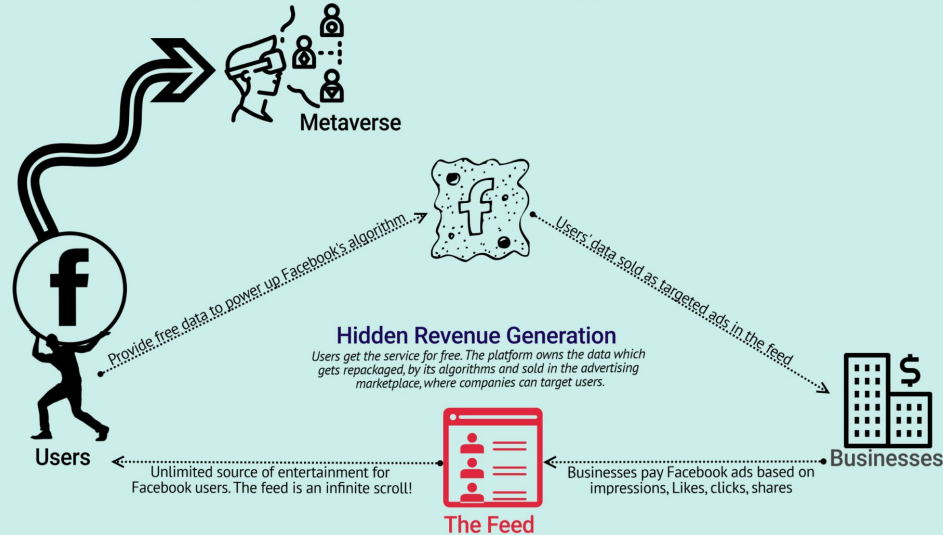 Metaverse
f
f
Provide free data to power up Facebook's algorithm
Users' data sold as targeted ads in the feed
Hidden Revenue Generation
Users get the service for free. The platform owns the data which
gets repackaged, by its algorithms and sold in the advertising
marketplace, where companies can target users.
$
Users
Unlimited source of entertainment for
Facebook users. The feed is an infinite scroll!
Businesses pay Facebook ads based on
impressions, Likes, clicks, shares
Businesses
The Feed